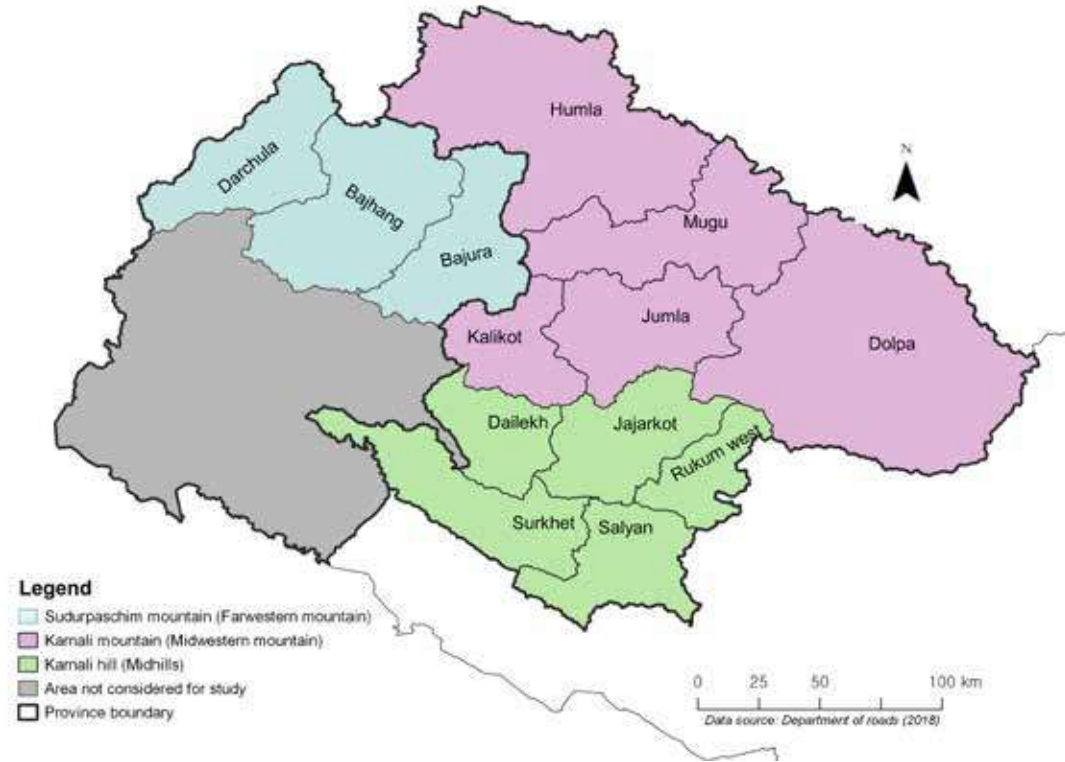 Humla
N
Darchula
Bajhang
Mugu
Bajura
Jumla
Kalikot
Dolpa
Dailekh
Jajarkot
Rukum west
Surkhet
Salyan
Legend
Sudurpaschim mountain (Farwestern mountain)
Karnali mountain (Midwestern mountain)
Karnali hill (Midhills)
Area not considered for study
Province boundary
0 25 50 100 km
Data source: Department of roads (2018)